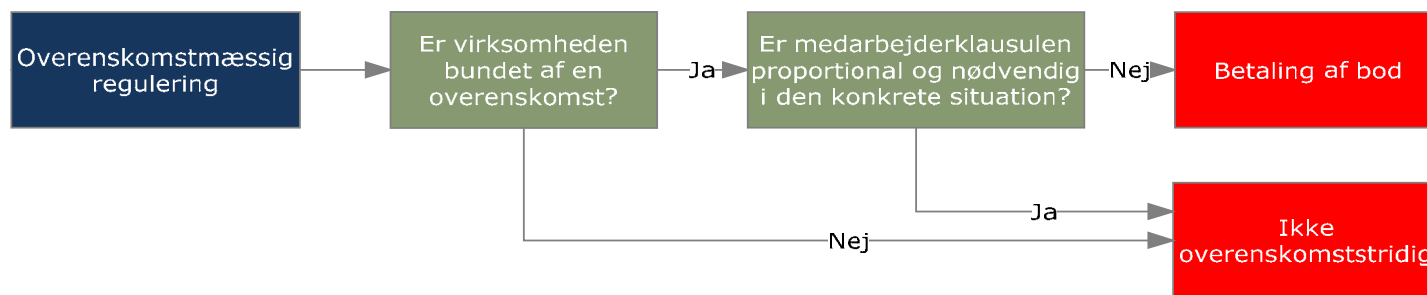 Overenskomstmæssig
regulering
Er virksomheden
bundet af en
overenskomst?
Ja
Er medarbejderklausulen
proportional og nødvendig
i den konkrete situation?
Nej
Betaling af bod
Ja
Nej
Ikke
overenskomststridig